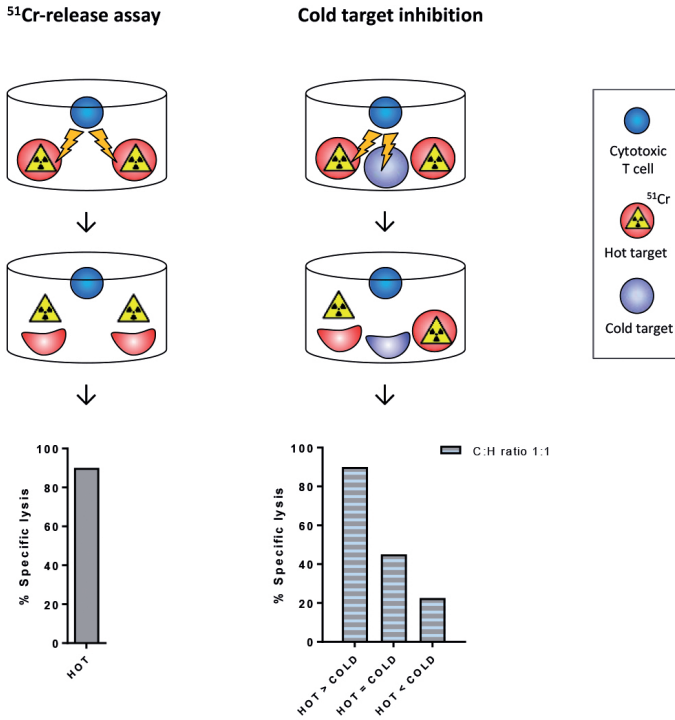 ⁵¹Cr-release assay
Cold target inhibition
Cytotoxic
T cell
⁵¹Cr
Hot target
Cold target
% Specific lysis
100
80
60
40
20
0
HOT
% Specific lysis
100
80
60
40
20
0
C:H ratio 1:1
HOT > COLD
HOT = COLD
HOT < COLD